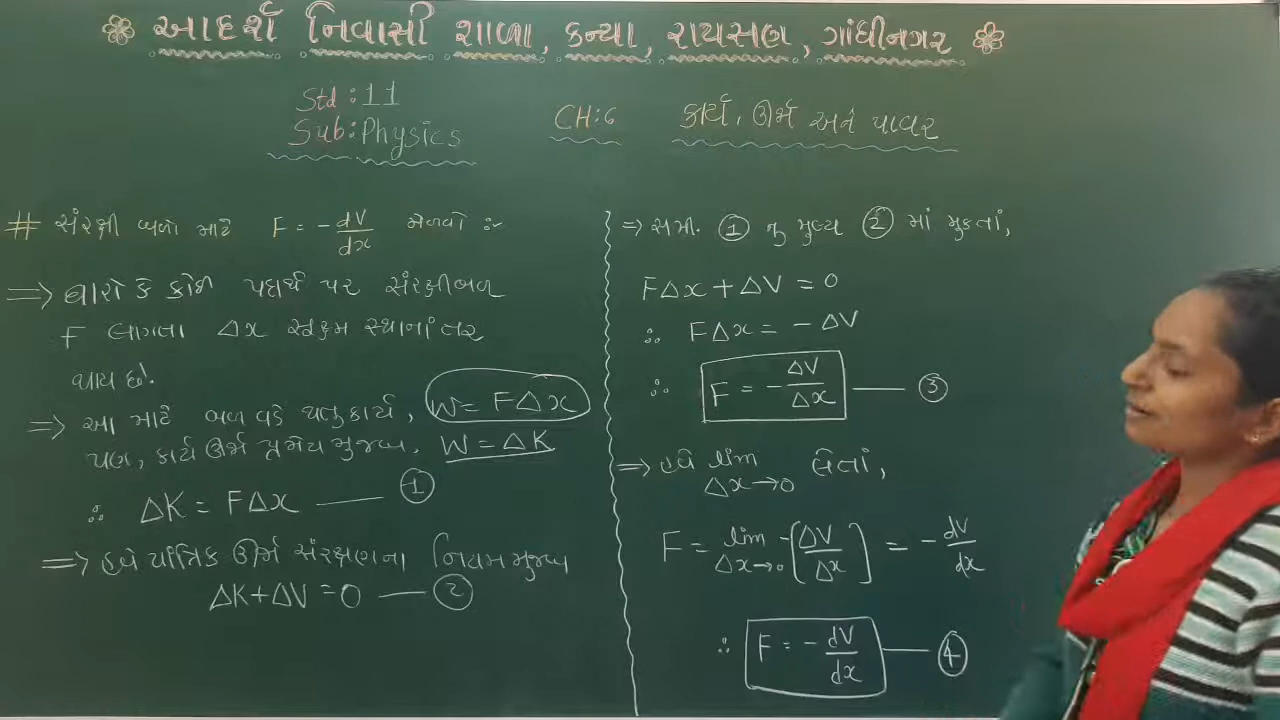 આદર્શ નિવાસી શાળા, કન્યા, રાયસણ, ગાંધીનગર
Std : 11
Sub : Physics
CH : 6 કાર્ય, ઊર્જા અને પાવર
# સંરક્ષી બળો માટે F = -dV/dx મેળવો :-
⇒ ધારો કે કોઈ પદાર્થ પર સંરક્ષીબળ
F લાગતા Δx સૂક્ષ્મ સ્થાનાંતર
થાય છે.
⇒ આ માટે બળ વડે થતુ કાર્ય, W = FΔx
પણ, કાર્ય ઊર્જા પ્રમેય મુજબ, W = ΔK
∴ ΔK = FΔx —— ①
⇒ હવે યાંત્રિક ઊર્જા સંરક્ષણના નિયમ મુજબ
ΔK + ΔV = 0 — ②
⇒ સમી. ① નુ મુલ્ય ② માં મુકતાં,
FΔx + ΔV = 0
∴ FΔx = - ΔV
∴ F = - ΔV/Δx —— ③
⇒ હવે lim Δx→0 લેતાં,
F = lim Δx→0 -[ΔV/Δx] = - dV/dx
∴ F = - dV/dx —— ④